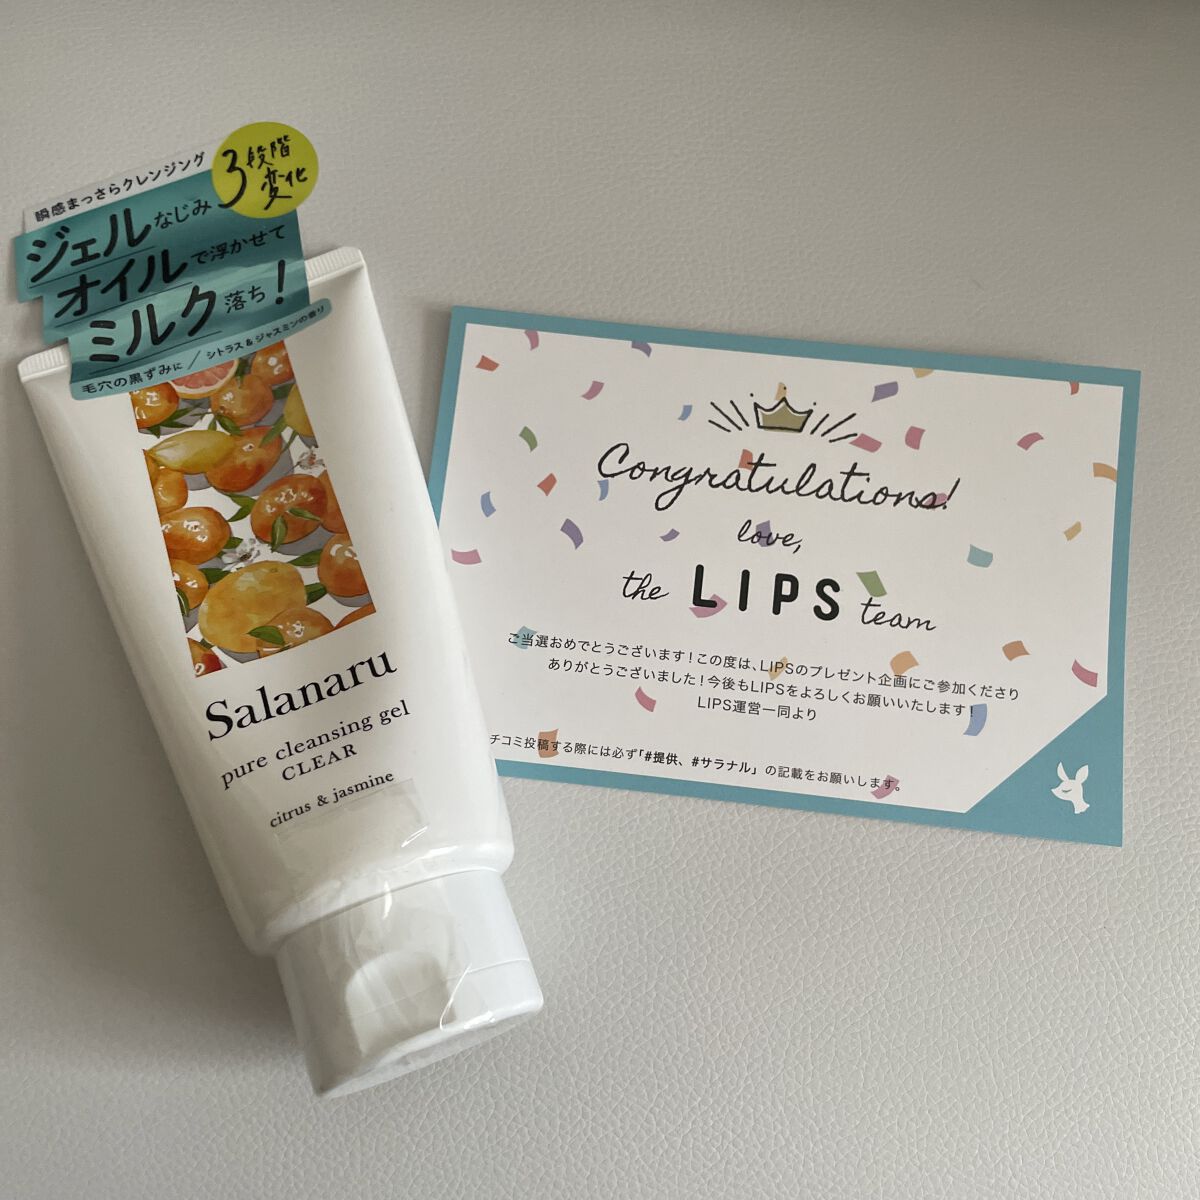 瞬感まっさらクレンジング
3段階
変化
ジェルなじみ
オイルで浮かせて
ミルク落ち!
毛穴の黒ずみに/シトラス&ジャスミンの香り
Salanaru
pure cleansing gel
CLEAR
citrus & jasmine
Congratulations!
love,
the LIPS team
ご当選おめでとうございます!この度は、LIPSのプレゼント企画にご参加くださり
ありがとうございました!今後もLIPSをよろしくお願いいたします!
LIPS運営一同より
チコミ投稿する際には必ず「#提供、#サラナル」の記載をお願いします。